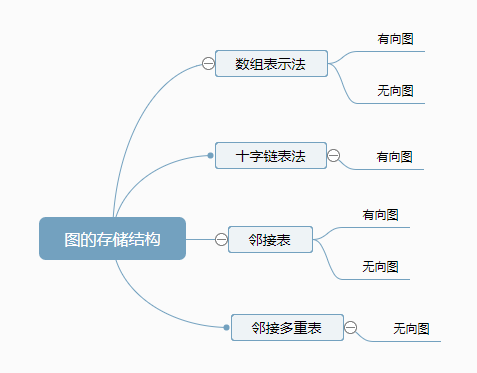 图的存储结构
数组表示法
有向图
无向图
十字链表法
有向图
邻接表
有向图
无向图
邻接多重表
无向图